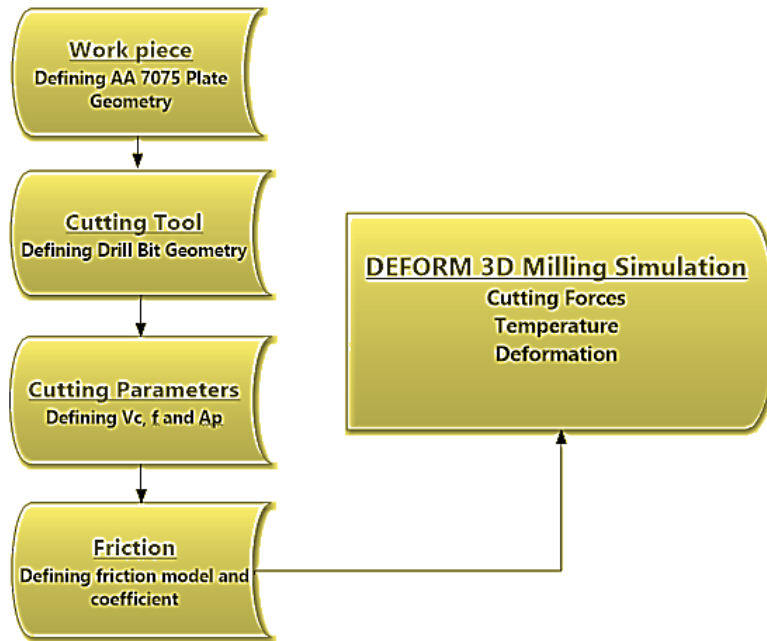 Work piece
Defining AA 7075 Plate
Geometry
Cutting Tool
Defining Drill Bit Geometry
Cutting Parameters
Defining Vc, f and Ap
Friction
Defining friction model and
coefficient
DEFORM 3D Milling Simulation
Cutting Forces
Temperature
Deformation